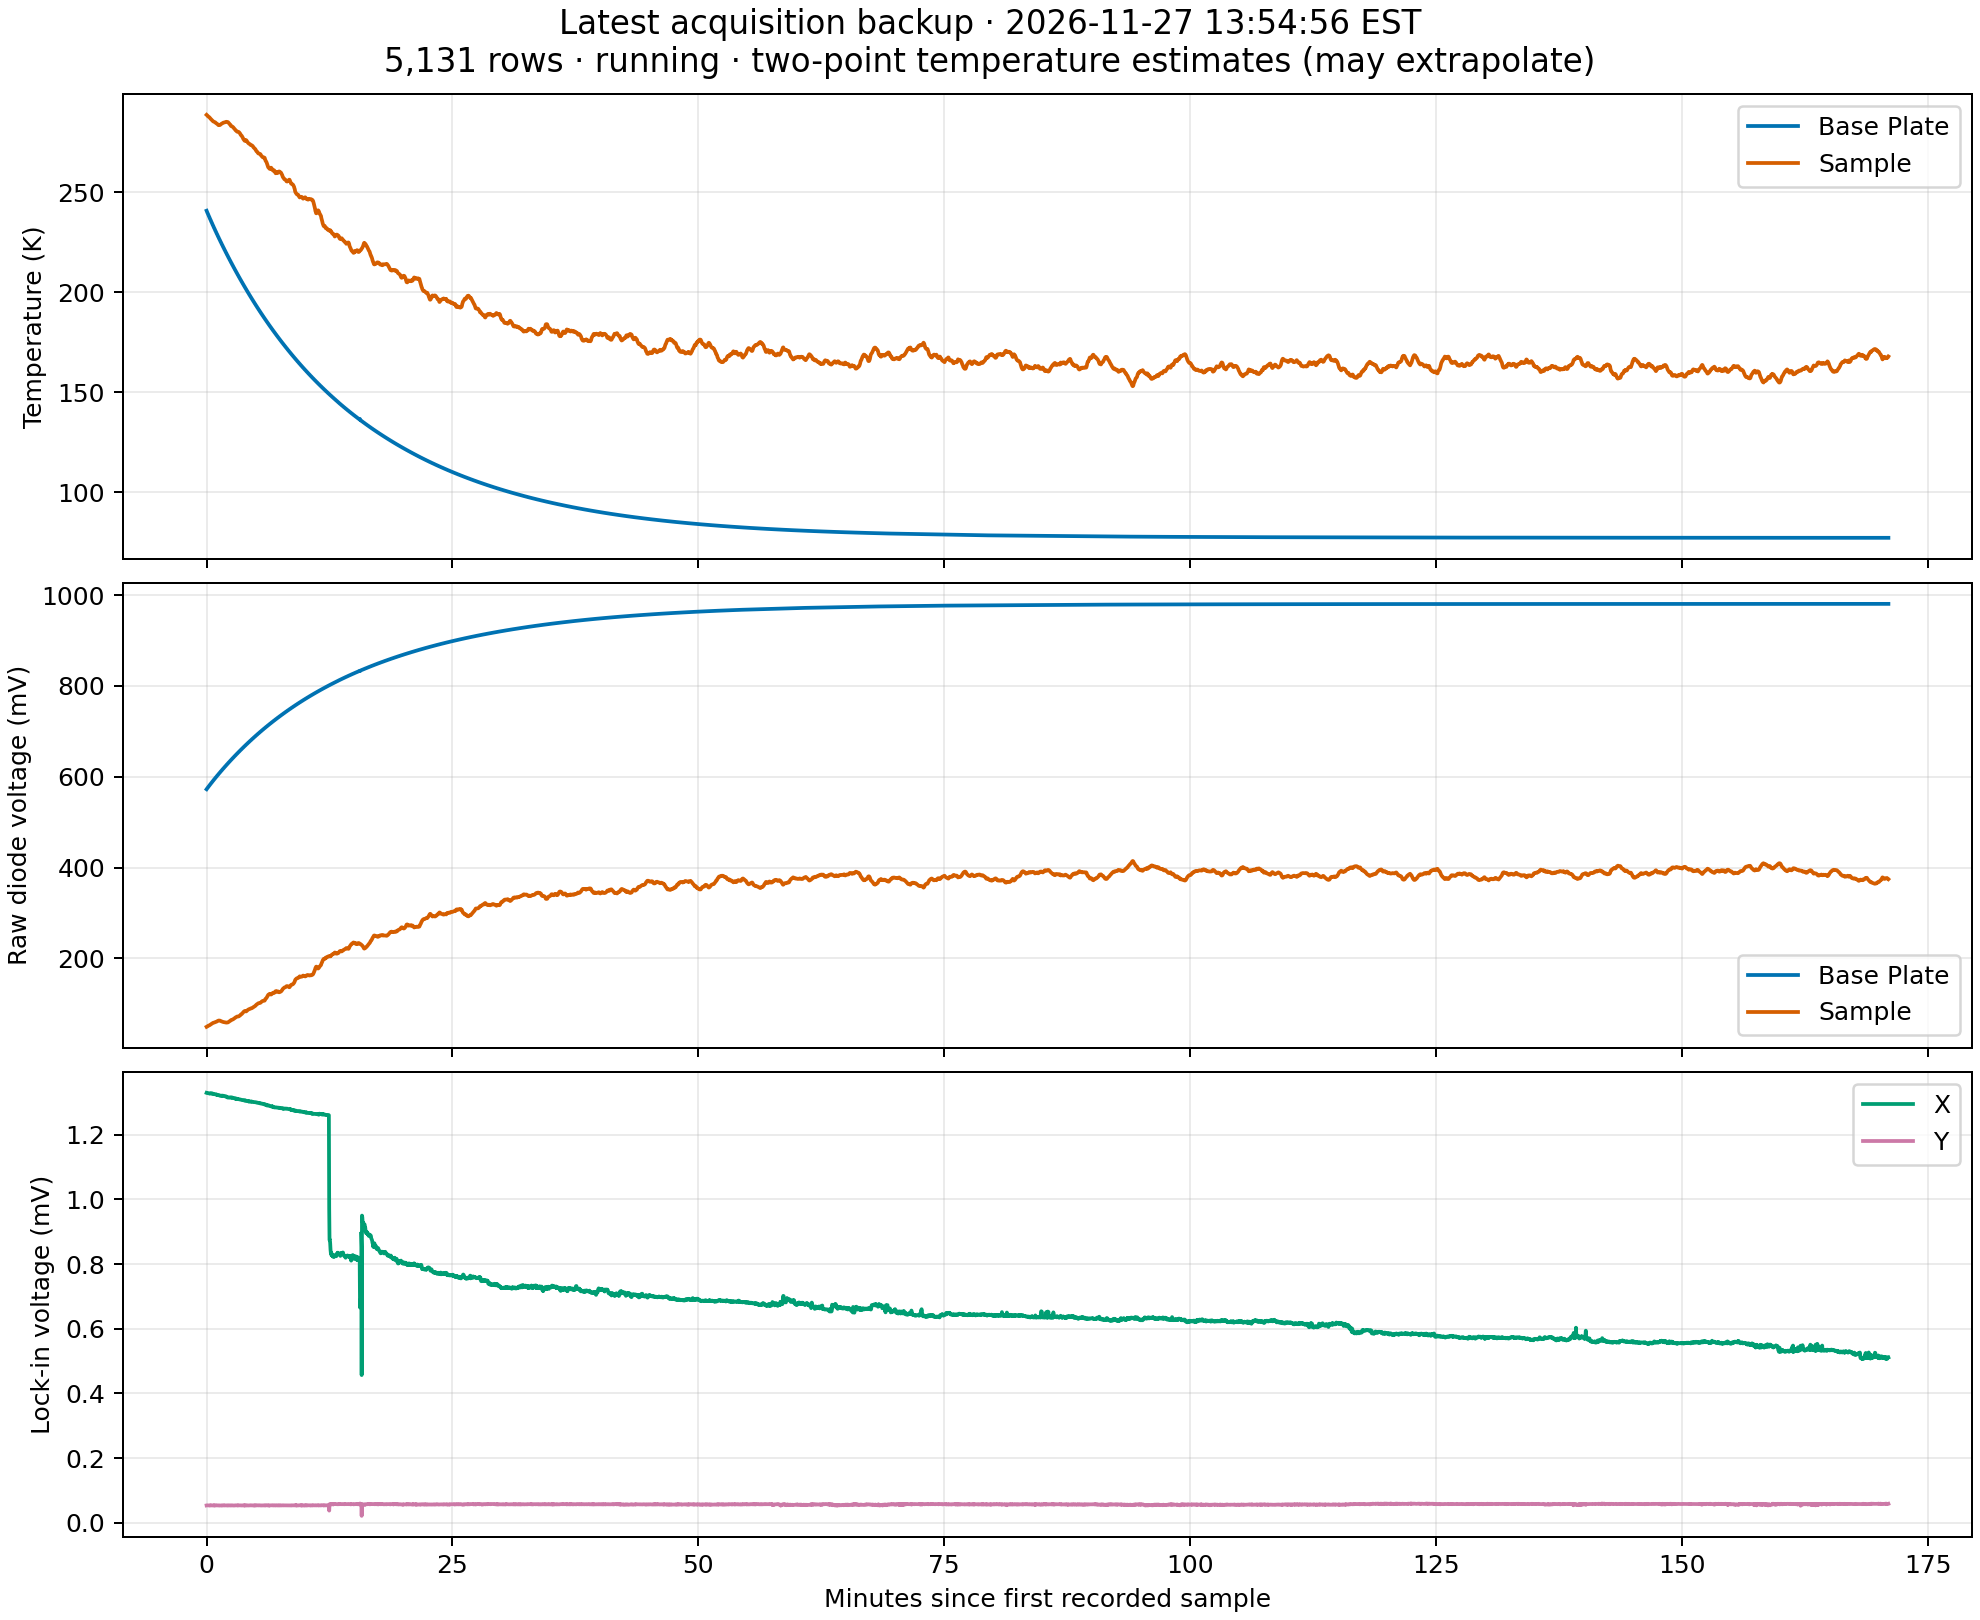 Latest acquisition backup · 2026-11-27 13:54:56 EST
5,131 rows · running · two-point temperature estimates (may extrapolate)
Temperature (K)
250
200
150
100
Base Plate
Sample
Raw diode voltage (mV)
1000
800
600
400
200
Base Plate
Sample
Lock-in voltage (mV)
1.2
1.0
0.8
0.6
0.4
0.2
0.0
X
Y
0
25
50
75
100
125
150
175
Minutes since first recorded sample